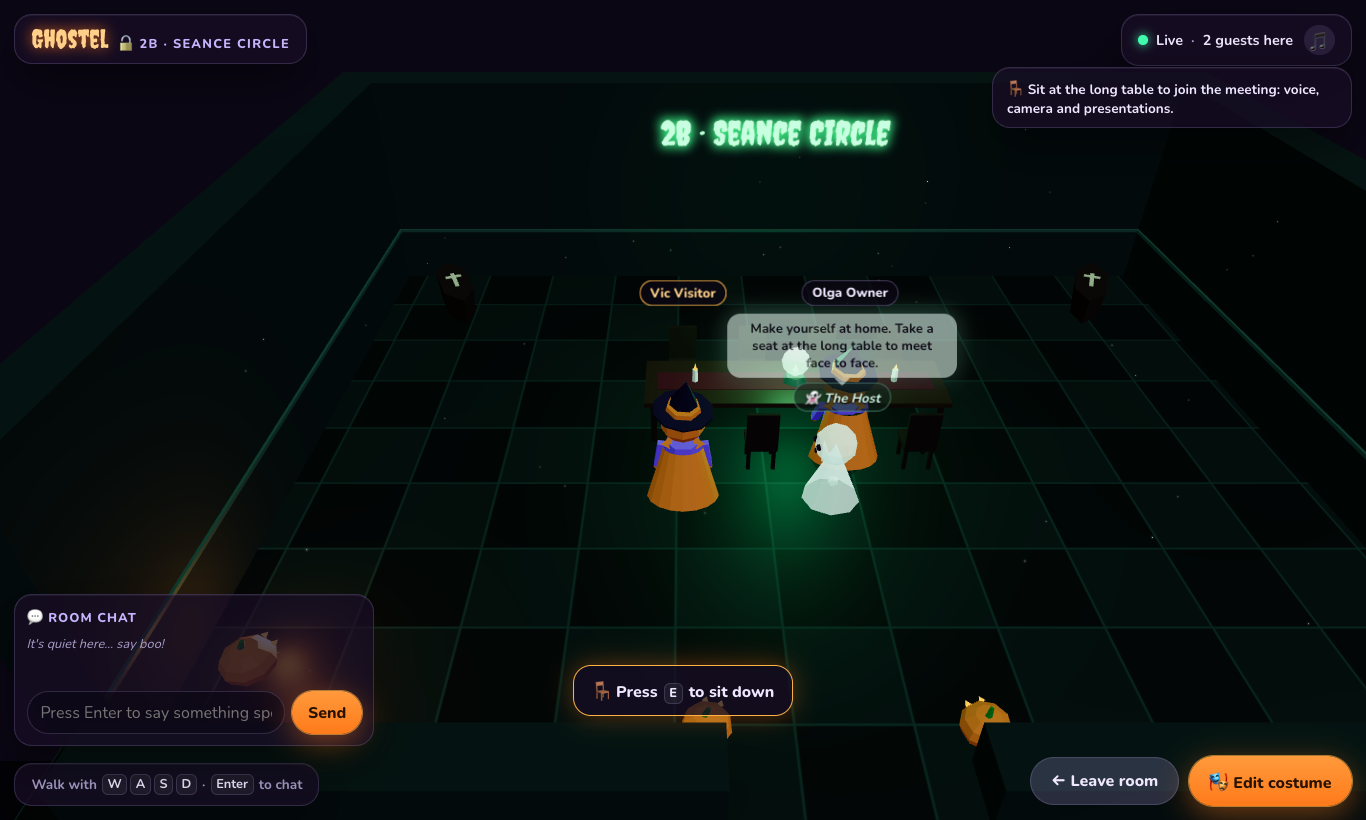 GHOSTEL 🔒 2B · SEANCE CIRCLE
Live · 2 guests here
🪑 Sit at the long table to join the meeting: voice,
camera and presentations.
2B · SEANCE CIRCLE
Vic Visitor
Olga Owner
Make yourself at home. Take a
seat at the long table to meet
face to face.
👻 The Host
💬 ROOM CHAT
It's quiet here… say boo!
Press Enter to say something sp
Send
🪑 Press E to sit down
Walk with W A S D · Enter to chat
← Leave room
🎭 Edit costume